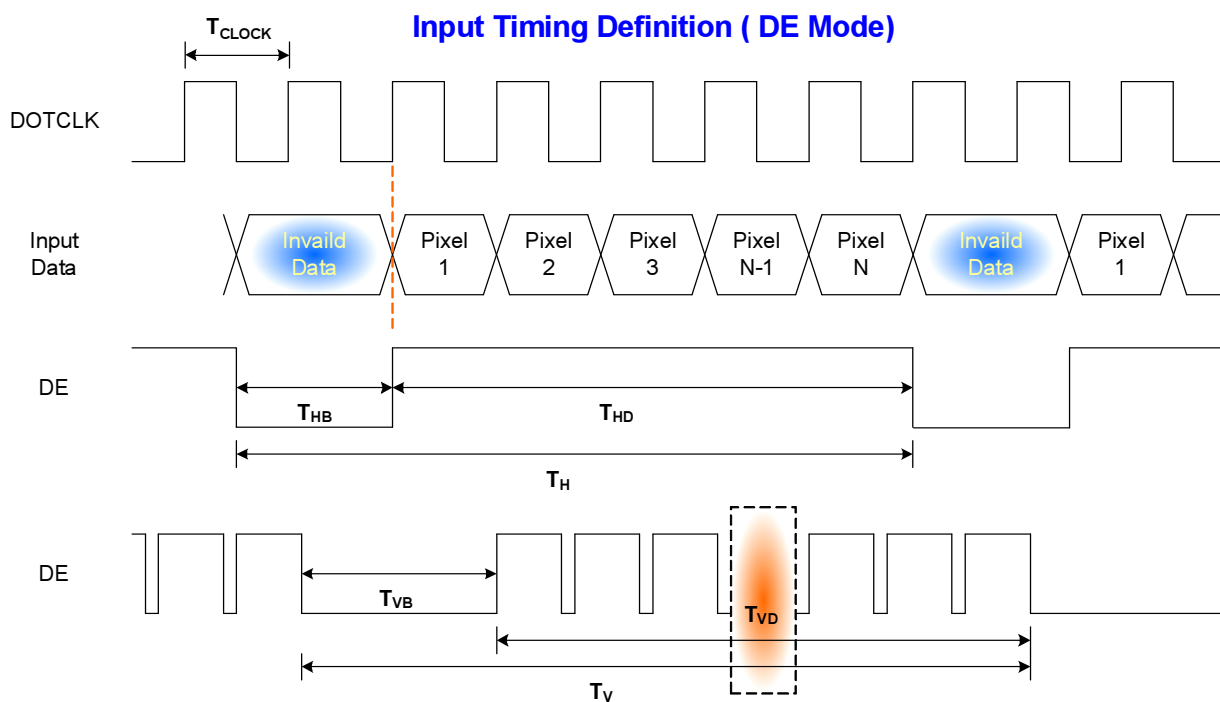 Input Timing Definition ( DE Mode)
TCLOCK
DOTCLK
Input
Data
Invaild
Data
Pixel
1
Pixel
2
Pixel
3
Pixel
N-1
Pixel
N
Invaild
Data
Pixel
1
DE
THB
THD
TH
DE
TVB
TVD
TV